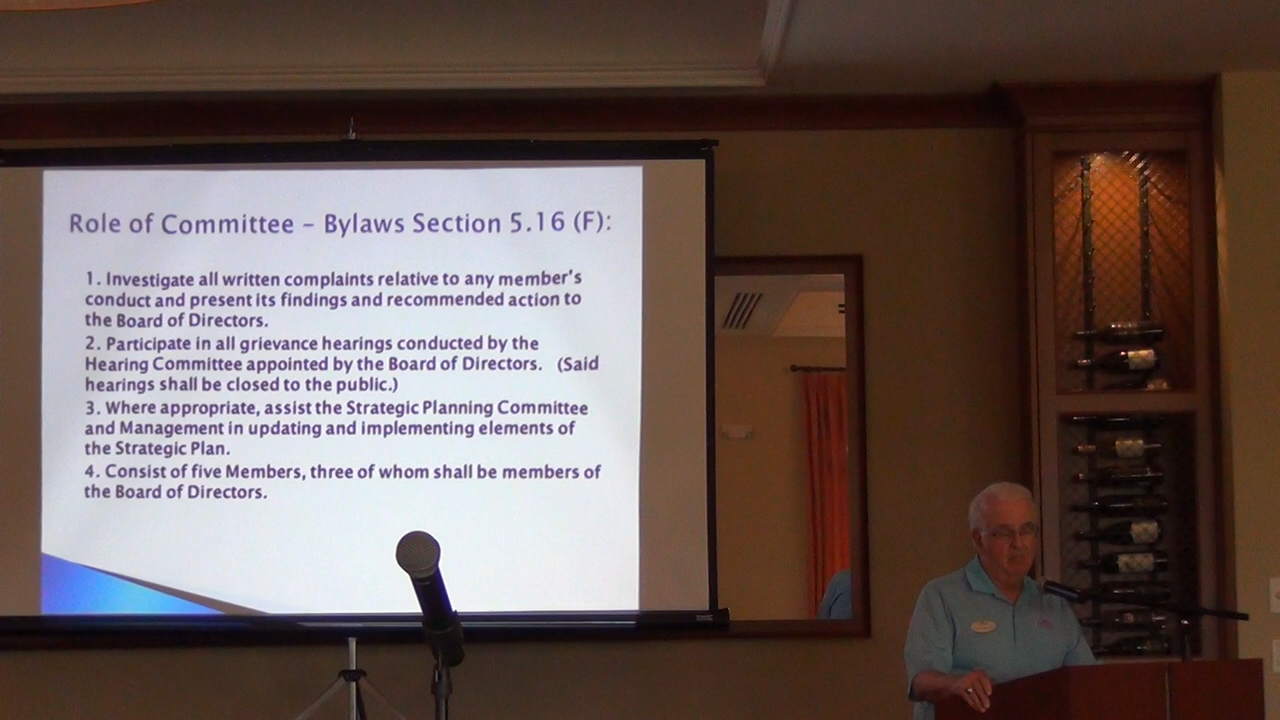 Role of Committee – Bylaws Section 5.16 (F):
1. Investigate all written complaints relative to any member's
conduct and present its findings and recommended action to
the Board of Directors.
2. Participate in all grievance hearings conducted by the
Hearing Committee appointed by the Board of Directors. (Said
hearings shall be closed to the public.)
3. Where appropriate, assist the Strategic Planning Committee
and Management in updating and implementing elements of
the Strategic Plan.
4. Consist of five Members, three of whom shall be members of
the Board of Directors.